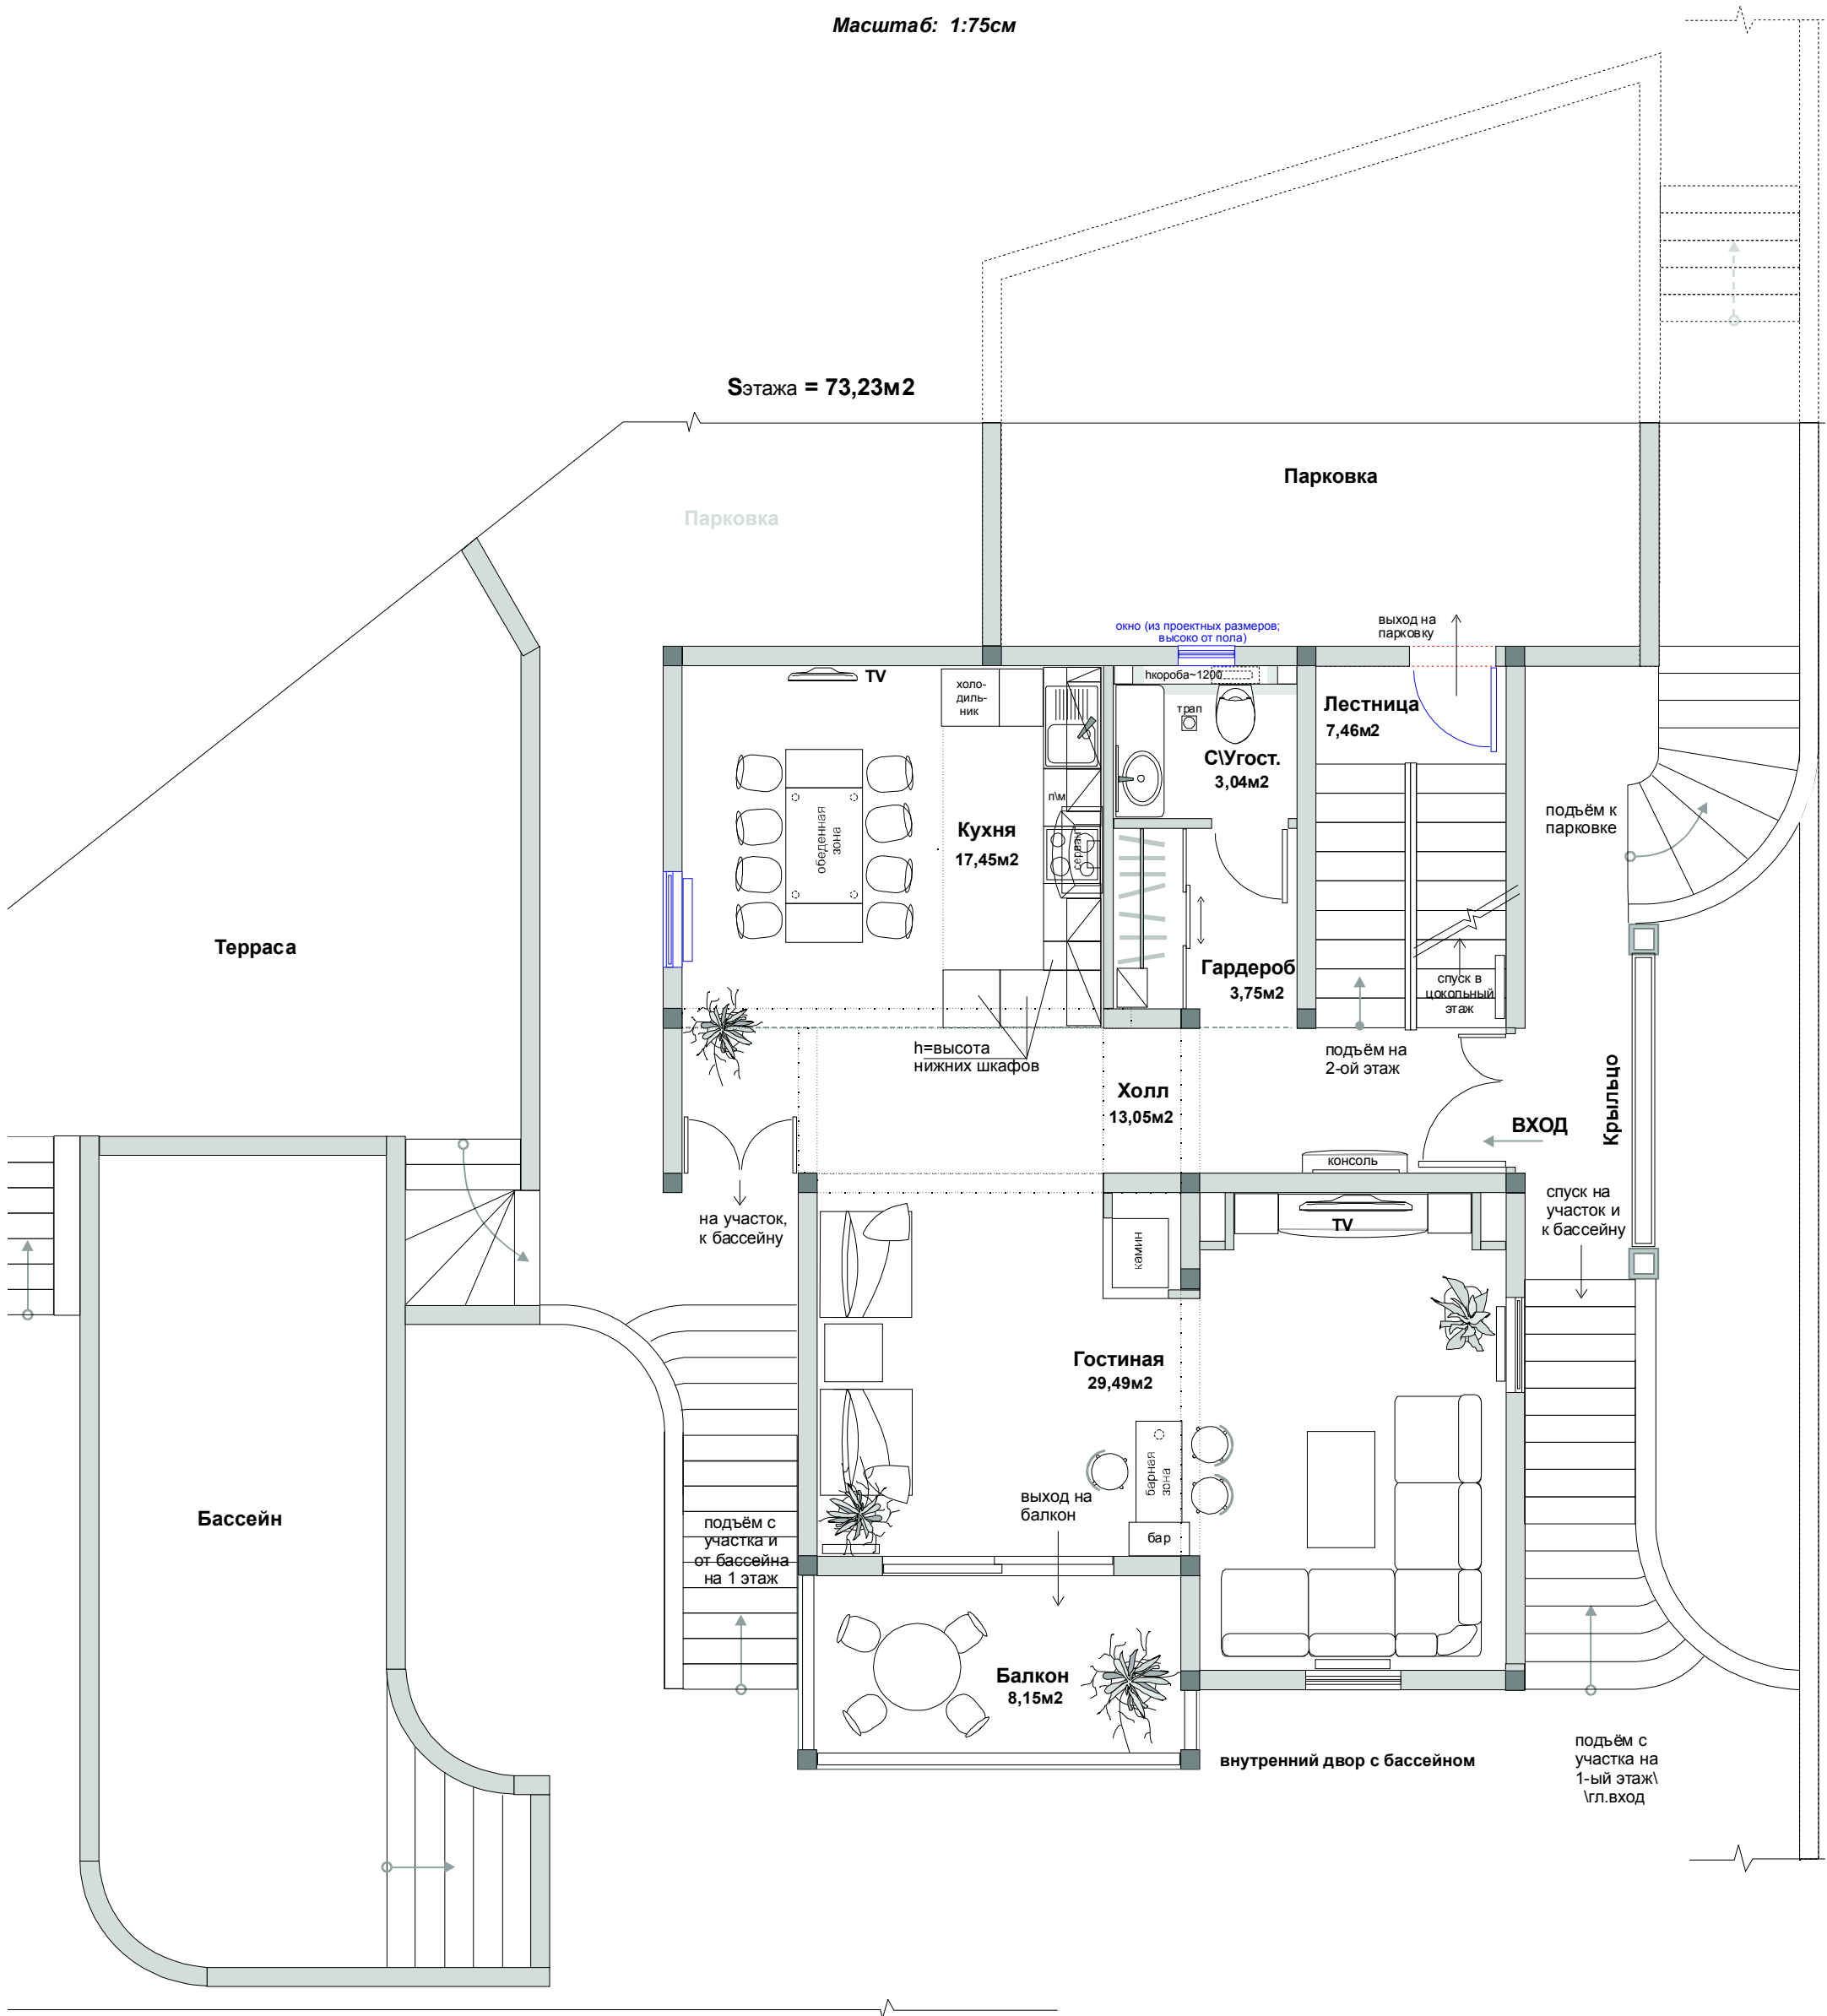 Масштаб: 1:75см
Sэтажа = 73,23м2
Парковка
Парковка
окно (из проектных размеров;
высоко от пола)
выход на
парковку
TV
холо-
диль-
ник
hкороба~1200
трап
Лестница
7,46м2
С\Угост.
3,04м2
п\м
обеденная
зона
Кухня
17,45м2
сервант
подъём к
парковке
Терраса
Гардероб
3,75м2
спуск в
цокольный
этаж
h=высота
нижних шкафов
подъём на
2-ой этаж
Холл
13,05м2
ВХОД
Крыльцо
консоль
на участок,
к бассейну
камин
TV
спуск на
участок и
к бассейну
Гостиная
29,49м2
барная
зона
выход на
балкон
бар
Бассейн
подъём с
участка и
от бассейна
на 1 этаж
Балкон
8,15м2
внутренний двор с бассейном
подъём с
участка на
1-ый этаж\
\гл.вход